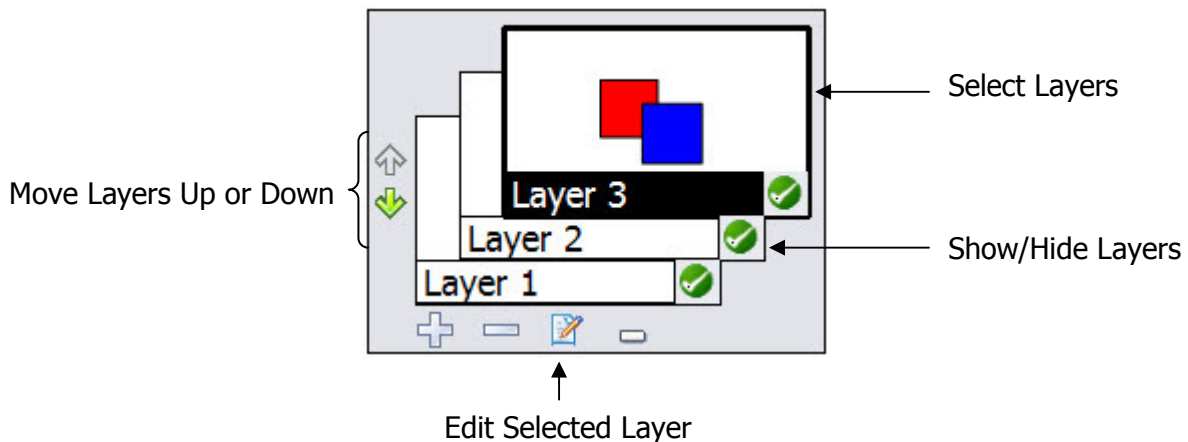 Select Layers
Move Layers Up or Down
Layer 3
Layer 2
Show/Hide Layers
Layer 1
Edit Selected Layer